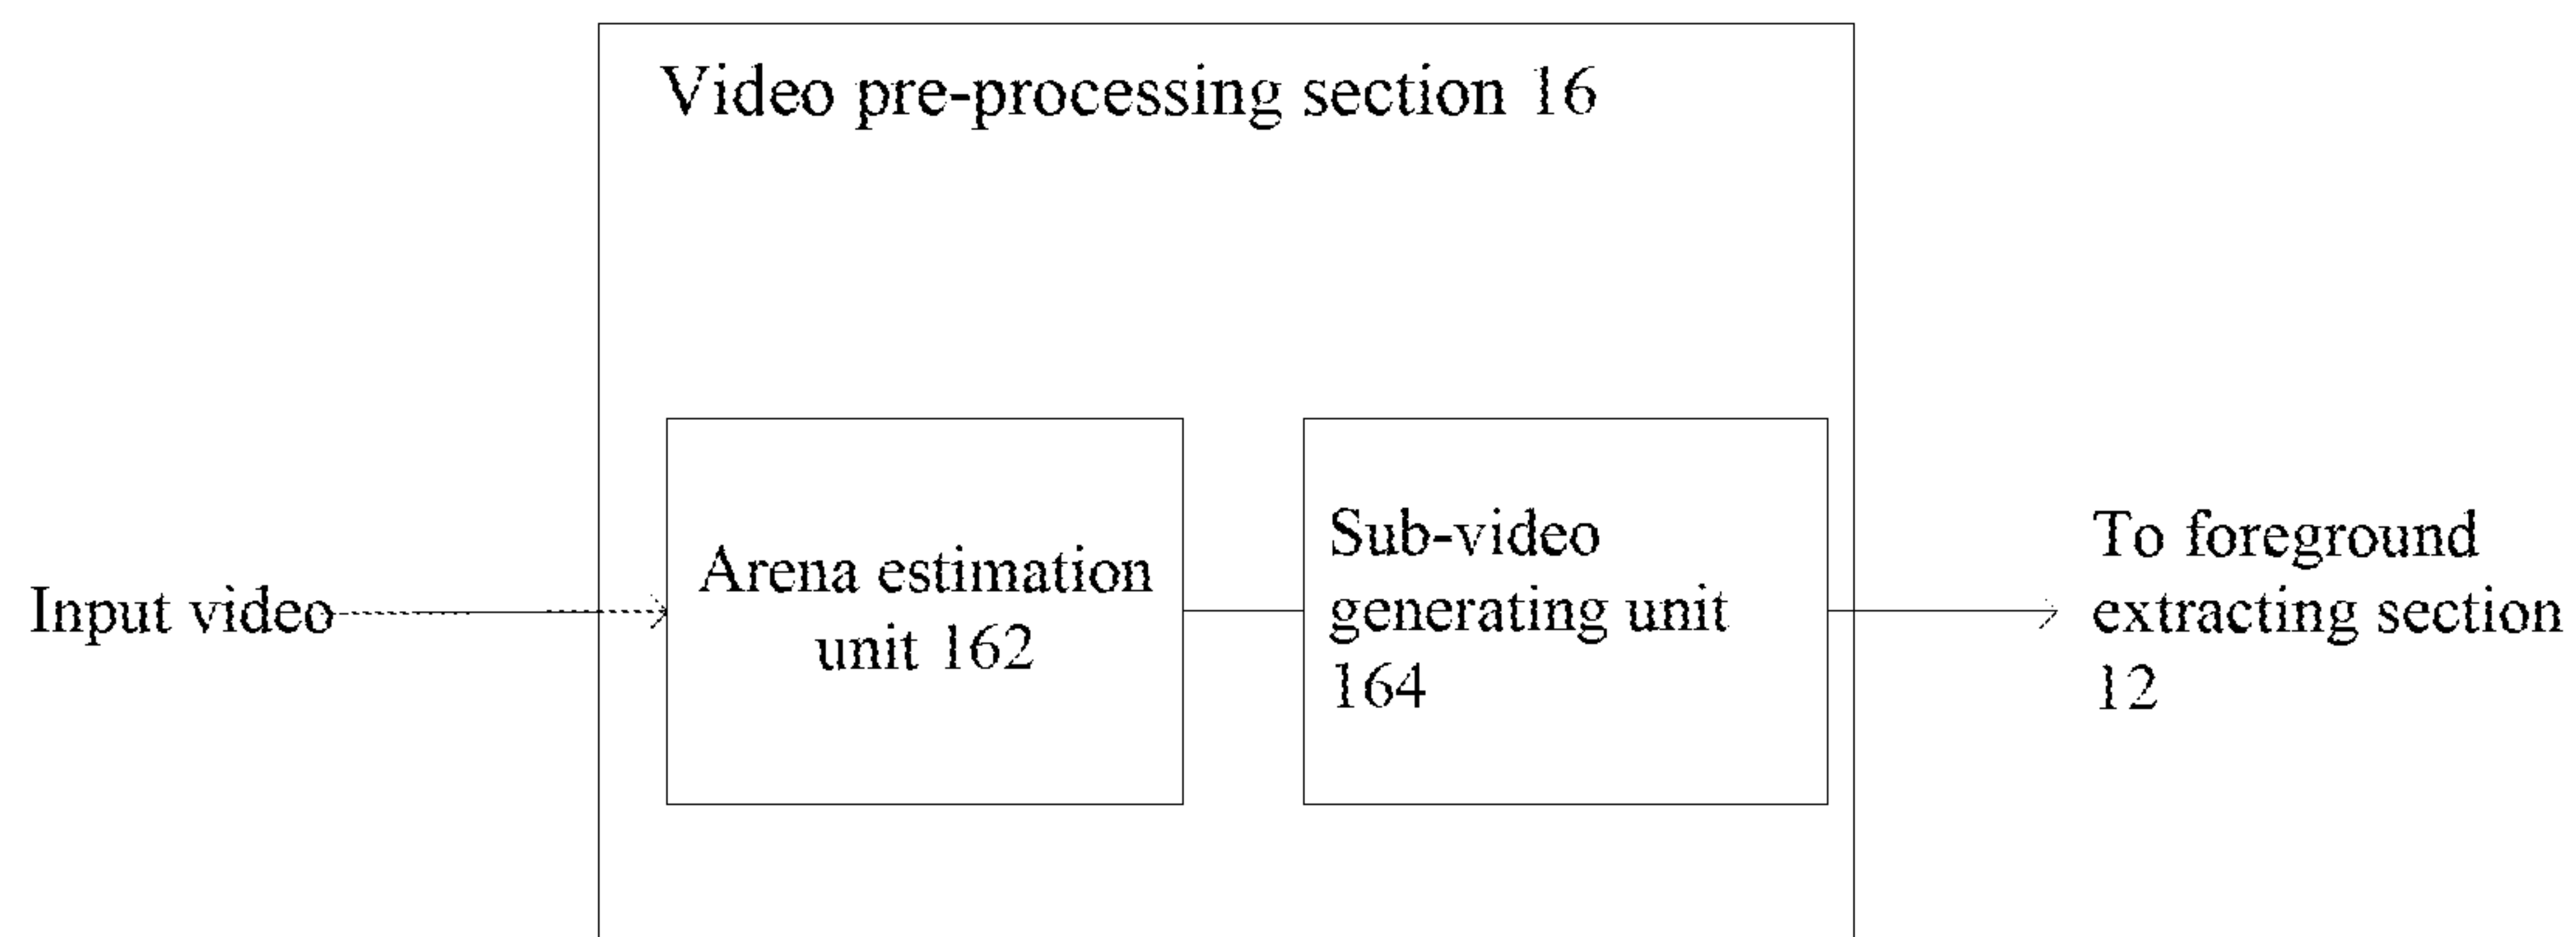 Video pre-processing section 16
Input video
Arena estimation
unit 162
Sub-video
generating unit
164
To foreground
extracting section
12